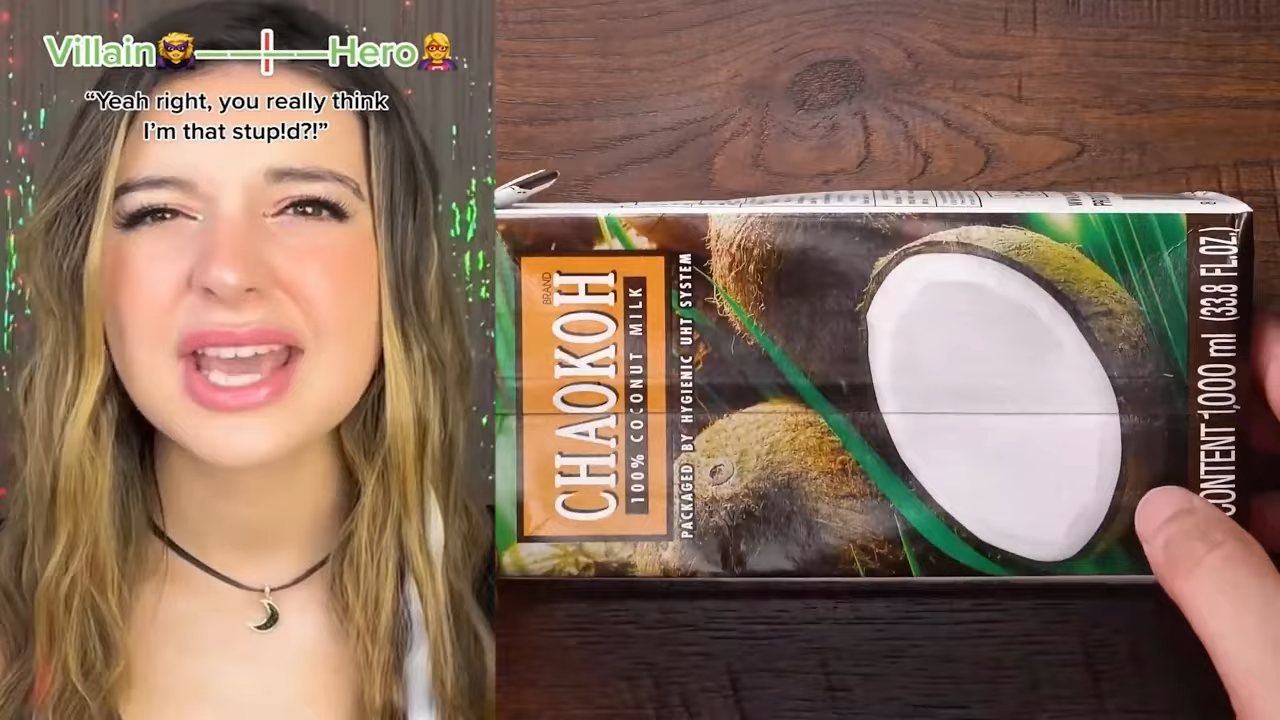 Villain🦹‍♀️ Hero🦸‍♀️
“Yeah right, you really think
I’m that stup!d?!”
BRAND
CHAOKOH
100% COCONUT MILK
PACKAGED BY HYGIENIC UHT SYSTEM
CONTENT 1,000 ml (33.8 FL.OZ.)